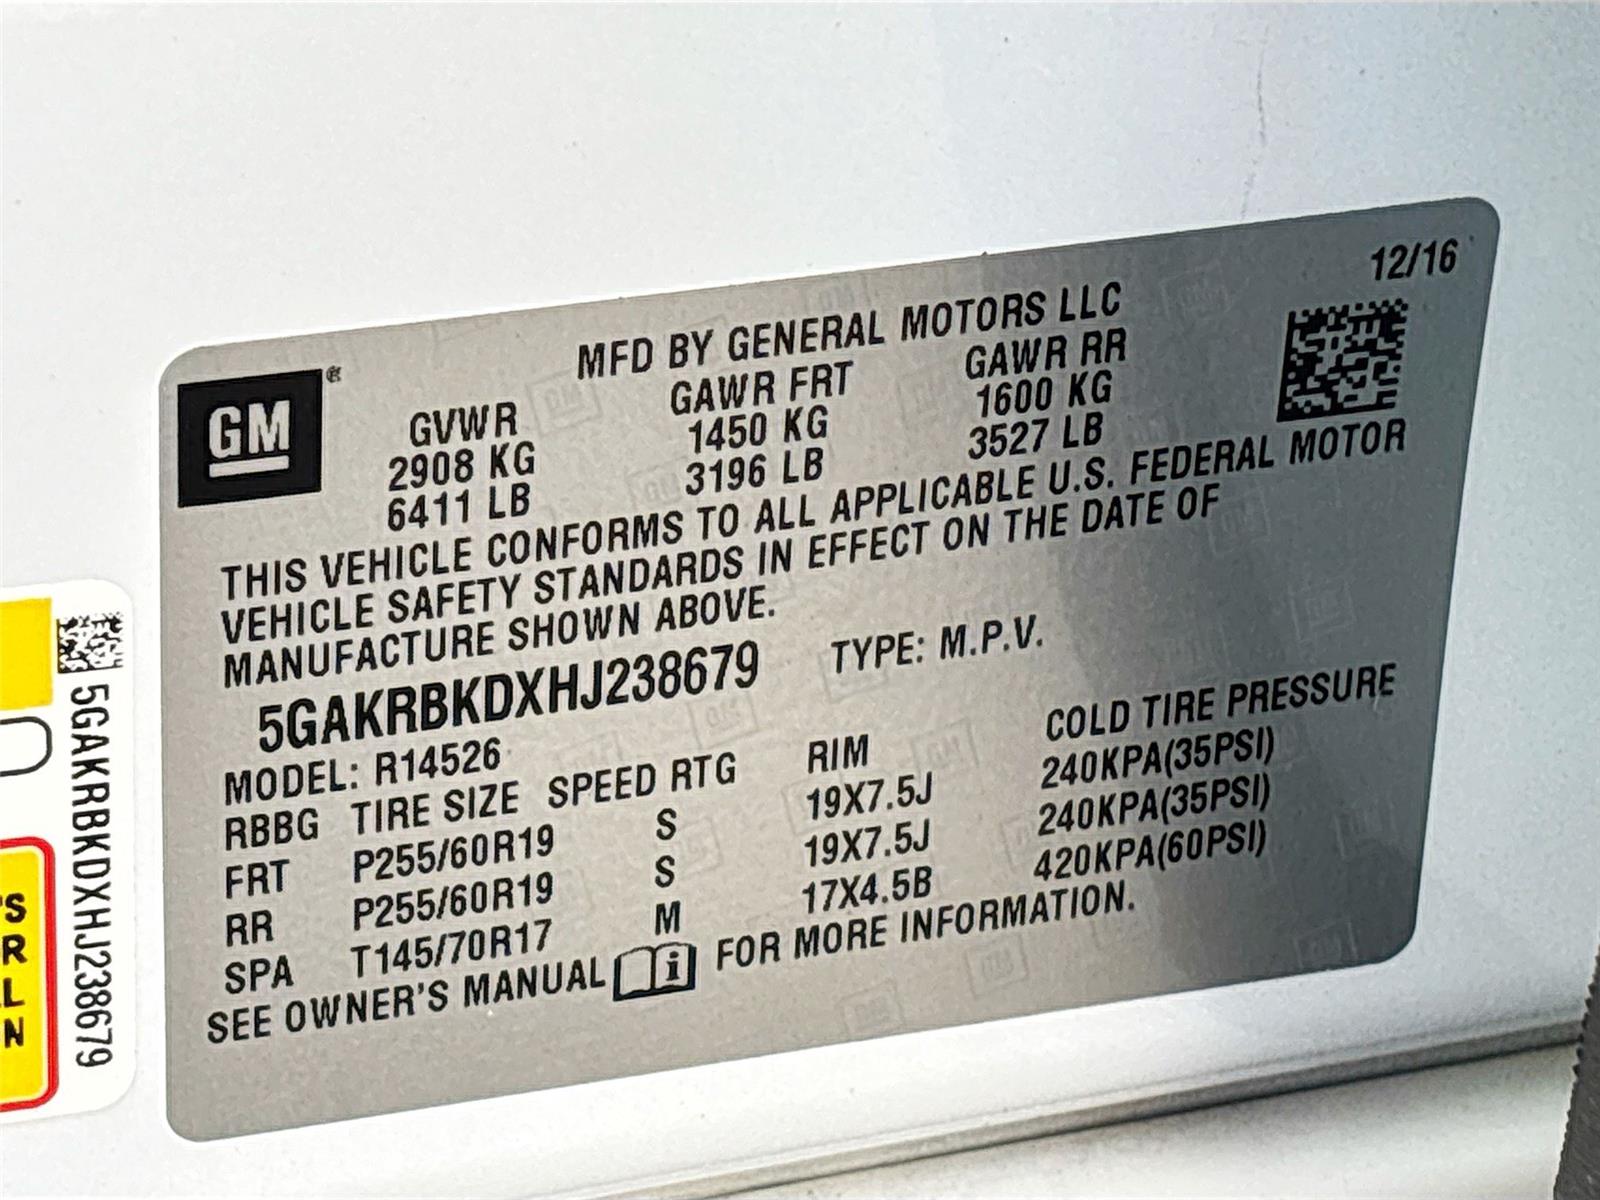 12/16
MFD BY GENERAL MOTORS LLC
GM
®
GVWR GAWR FRT GAWR RR
2908 KG 1450 KG 1600 KG
6411 LB 3196 LB 3527 LB
THIS VEHICLE CONFORMS TO ALL APPLICABLE U.S. FEDERAL MOTOR
VEHICLE SAFETY STANDARDS IN EFFECT ON THE DATE OF
MANUFACTURE SHOWN ABOVE.
5GAKRBKDXHJ238679 TYPE: M.P.V.
MODEL: R14526
RBBG TIRE SIZE SPEED RTG RIM COLD TIRE PRESSURE
FRT P255/60R19 S 19X7.5J 240KPA(35PSI)
RR P255/60R19 S 19X7.5J 240KPA(35PSI)
SPA T145/70R17 M 17X4.5B 420KPA(60PSI)
SEE OWNER'S MANUAL i FOR MORE INFORMATION.
5GAKRBKDXHJ238679
'S
R
L
N